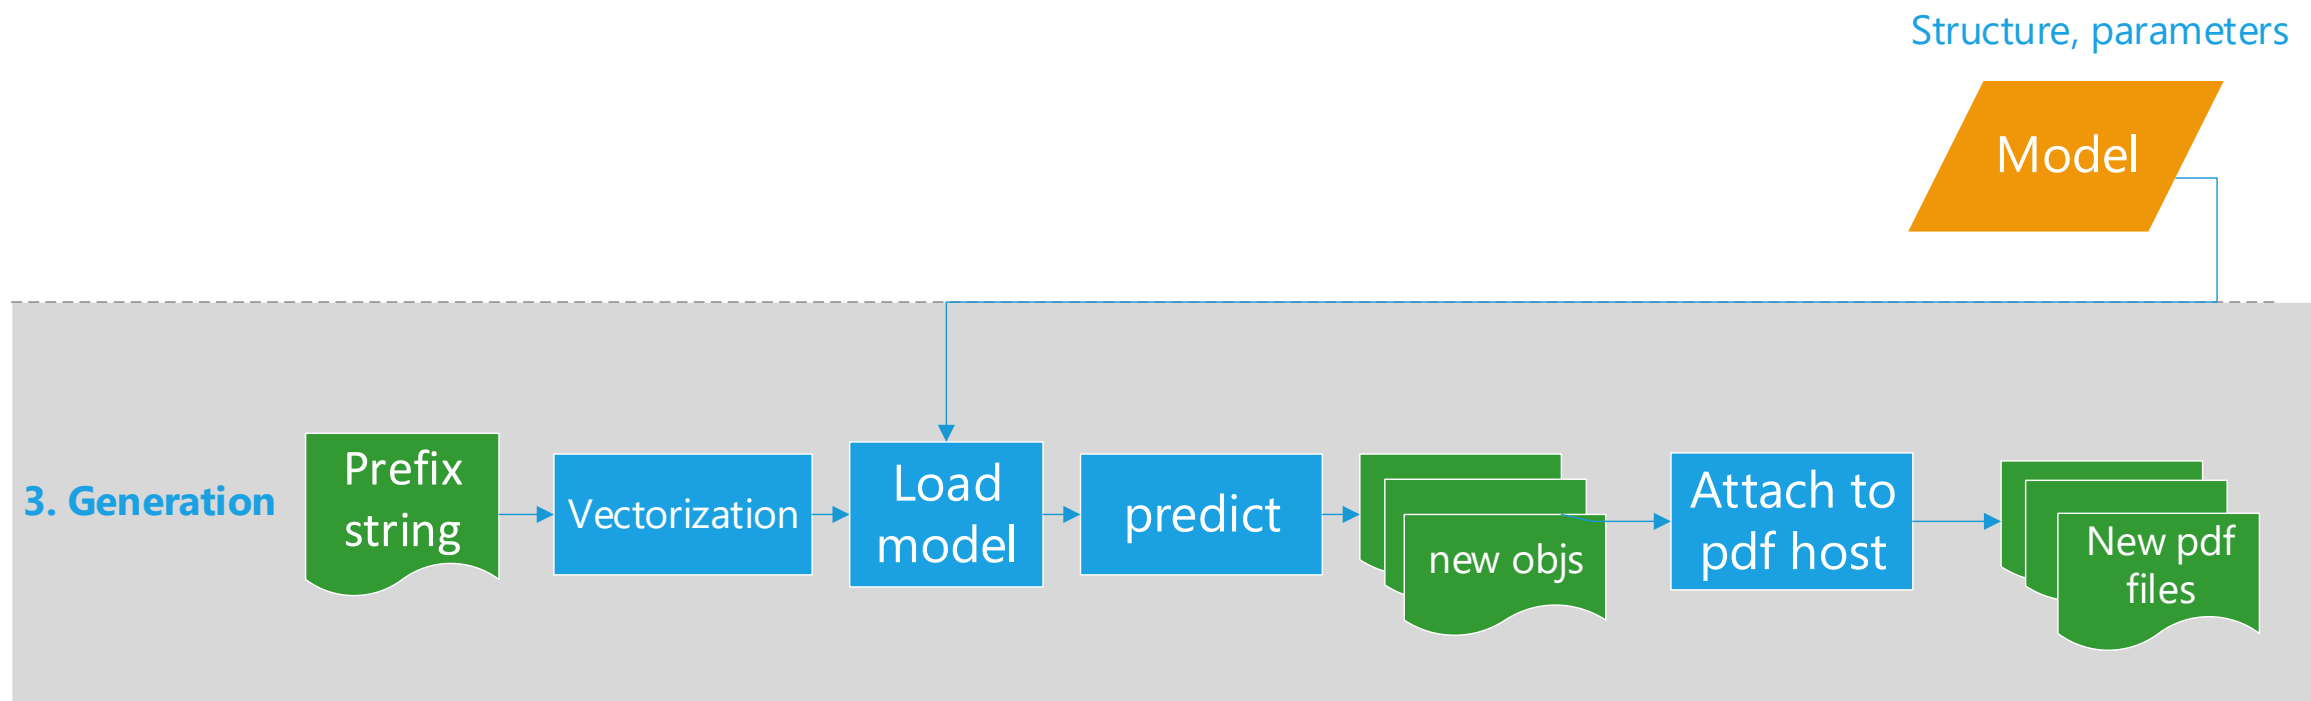 Structure, parameters
Model
3. Generation
Prefix
string
Vectorization
Load
model
predict
new objs
Attach to
pdf host
New pdf
files